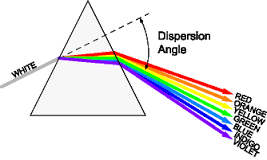 Dispersion
Angle
WHITE
RED
ORANGE
YELLOW
GREEN
BLUE
INDIGO
VIOLET